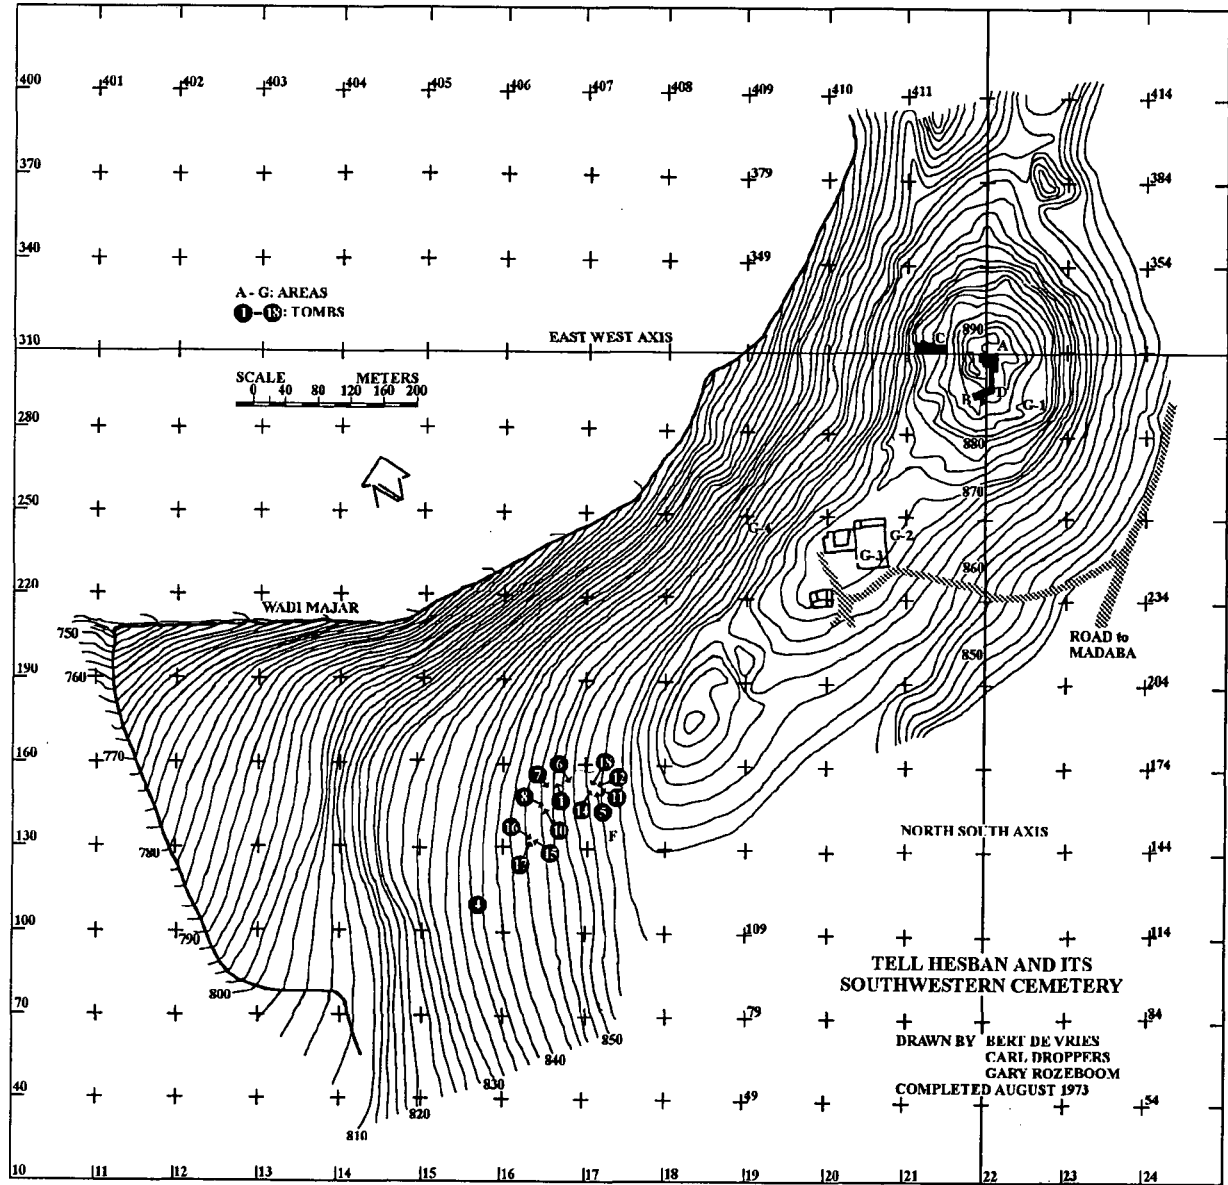 400 401 402 403 404 405 406 407 408 409 410 411 414
370 379 384
340 349 354
A - G: AREAS
1 - 18: TOMBS
EAST WEST AXIS
310
890
C A
B D
G-1
SCALE METERS
0 40 80 120 160 200
280
880
870
250
G-4
G-2
G-3
860
220
WADI MAJAR
234
750
ROAD to
MADABA
850
190
760
204
160
770
174
7 6 18 12
8 1 14 5 11
16 10 F
15
17
130
NORTH SOUTH AXIS
780
144
4
100
790
109 114
TELL HESBAN AND ITS
SOUTHWESTERN CEMETERY
800
70
79 84
DRAWN BY BERT DE VRIES
CARL DROPPERS
GARY ROZEBOOM
COMPLETED AUGUST 1973
850
840
830
820
810
40
49 54
10 11 12 13 14 15 16 17 18 19 20 21 22 23 24